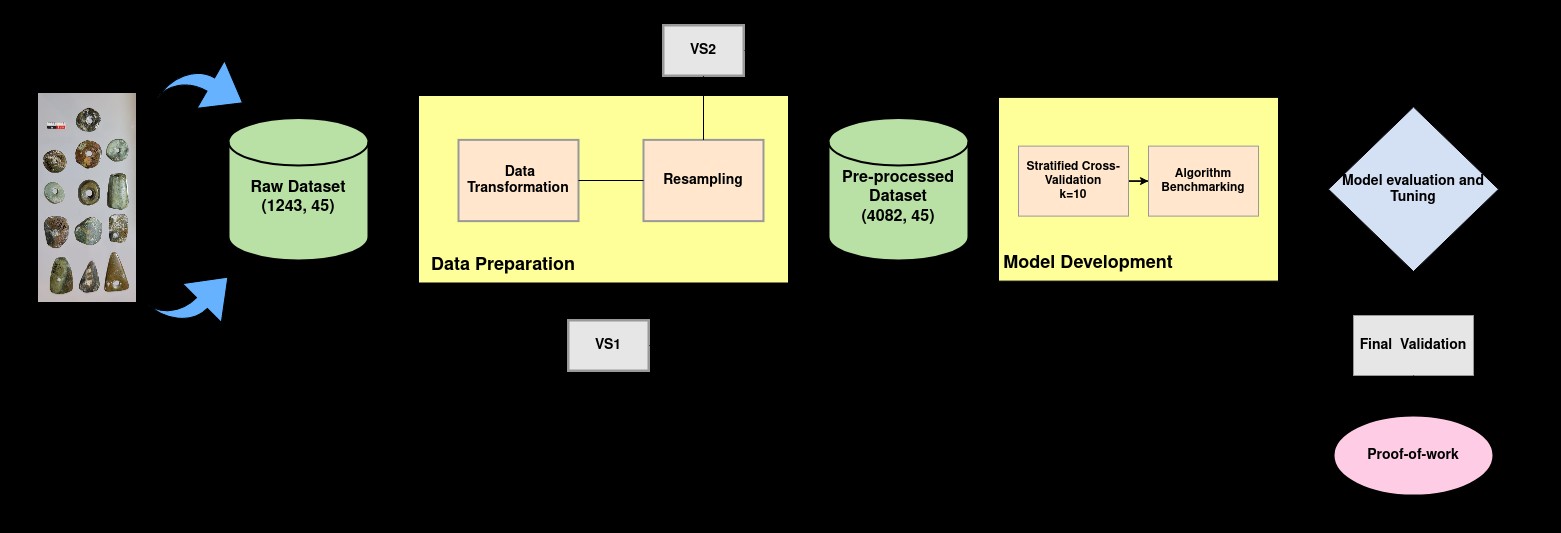 VS2
Raw Dataset
(1243, 45)
Data
Transformation
Resampling
Data Preparation
VS1
Pre-processed
Dataset
(4082, 45)
Stratified Cross-
Validation
k=10
Algorithm
Benchmarking
Model Development
Model evaluation and
Tuning
Final Validation
Proof-of-work